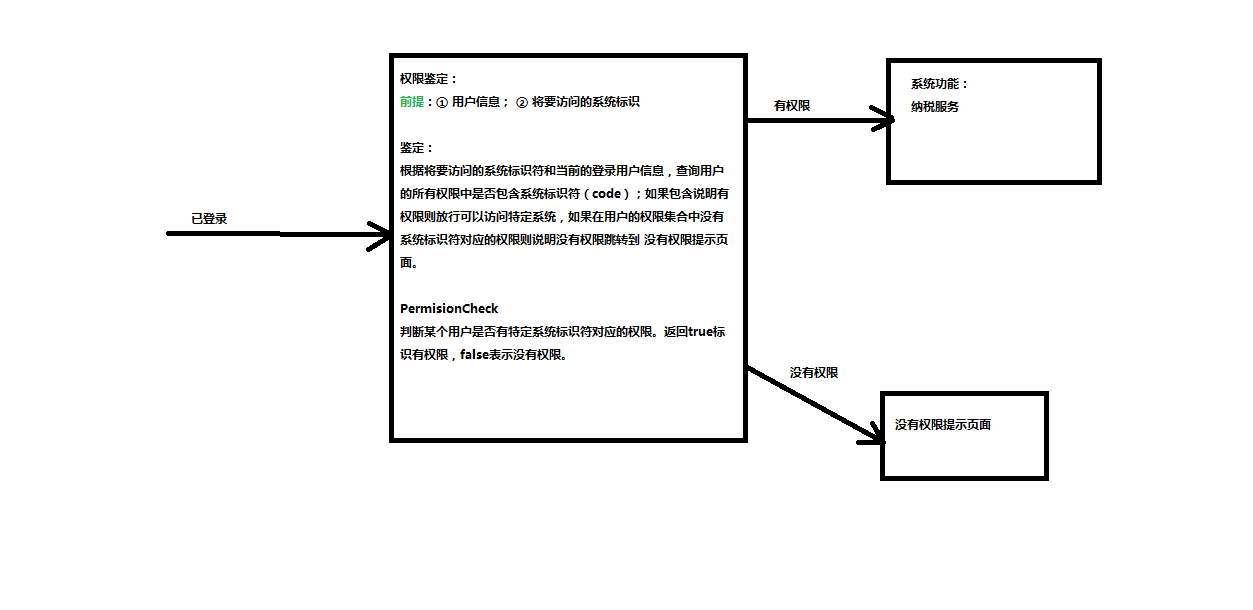 已登录
权限鉴定：
前提：① 用户信息； ② 将要访问的系统标识
鉴定：
根据将要访问的系统标识符和当前的登录用户信息，查询用户
的所有权限中是否包含系统标识符（code）；如果包含说明有
权限则放行可以访问特定系统，如果在用户的权限集合中没有
系统标识符对应的权限则说明没有权限跳转到 没有权限提示页
面。
PermisionCheck
判断某个用户是否有特定系统标识符对应的权限。返回true标
识有权限，false表示没有权限。
有权限
系统功能：
纳税服务
没有权限
没有权限提示页面